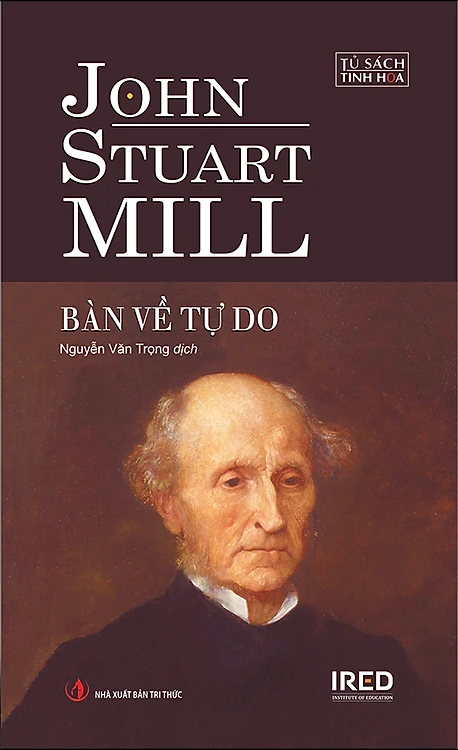 TỦ SÁCH
TINH HOA
JOHN
STUART
MILL
BÀN VỀ TỰ DO
Nguyễn Văn Trọng dịch
NHÀ XUẤT BẢN TRI THỨC
IRED
INSTITUTE OF EDUCATION